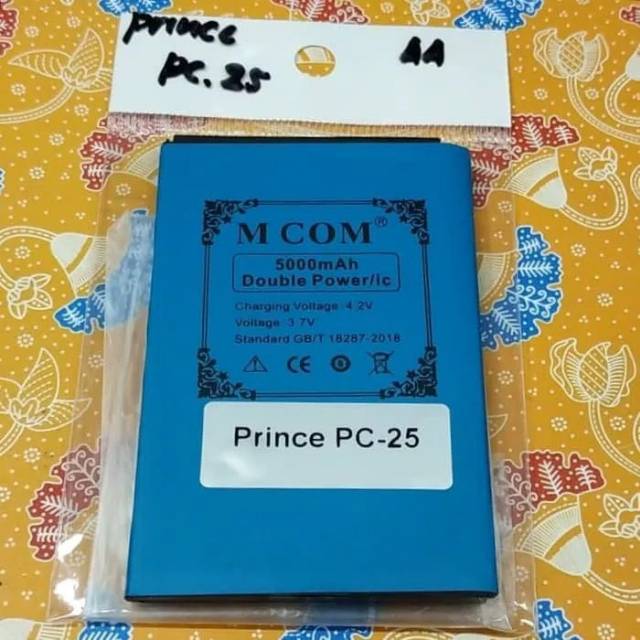 Prince AA
PC. 25
M COM®
5000mAh
Double Power/Ic
Charging Voltage: 4.2V
Voltage: 3.7V
Standard GB/T 18287-2018
CE
Prince PC-25